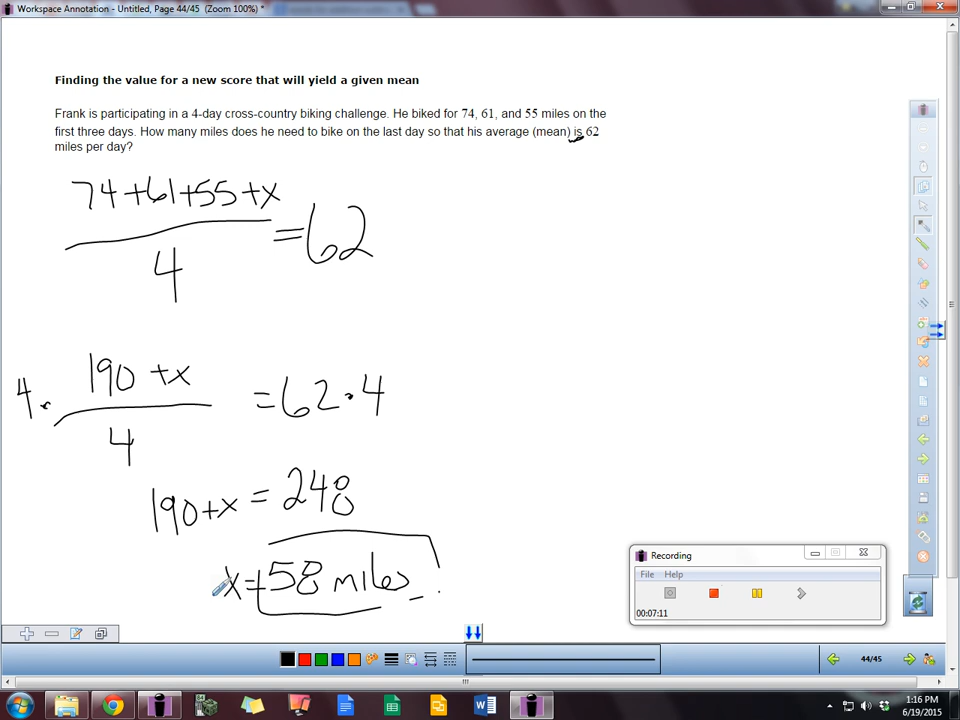 Workspace Annotation - Untitled, Page 44/45 (Zoom 100%) *
Finding the value for a new score that will yield a given mean
Frank is participating in a 4-day cross-country biking challenge. He biked for 74, 61, and 55 miles on the
first three days. How many miles does he need to bike on the last day so that his average (mean) is 62
miles per day?
74+61+55+x
=62
4
190+x
4· =62·4
4
190+x = 248
x=58 miles
Recording
File Help
00:07:11
44/45
1:16 PM
6/19/2015